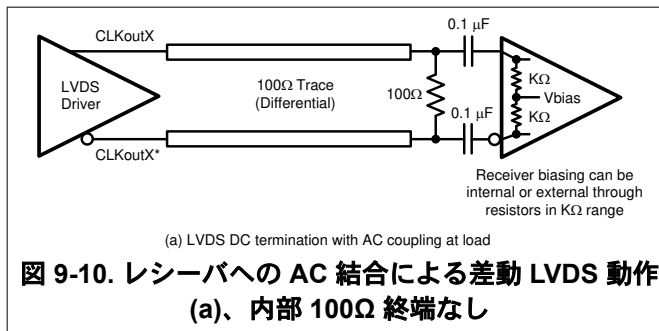 CLKoutX
0.1 µF
LVDS
Driver
100Ω Trace
(Differential)
100Ω
KΩ
Vbias
KΩ
0.1 µF
CLKoutX*
Receiver biasing can be
internal or external through
resistors in KΩ range
(a) LVDS DC termination with AC coupling at load
図 9-10. レシーバへの AC 結合による差動 LVDS 動作
(a)、内部 100Ω 終端なし